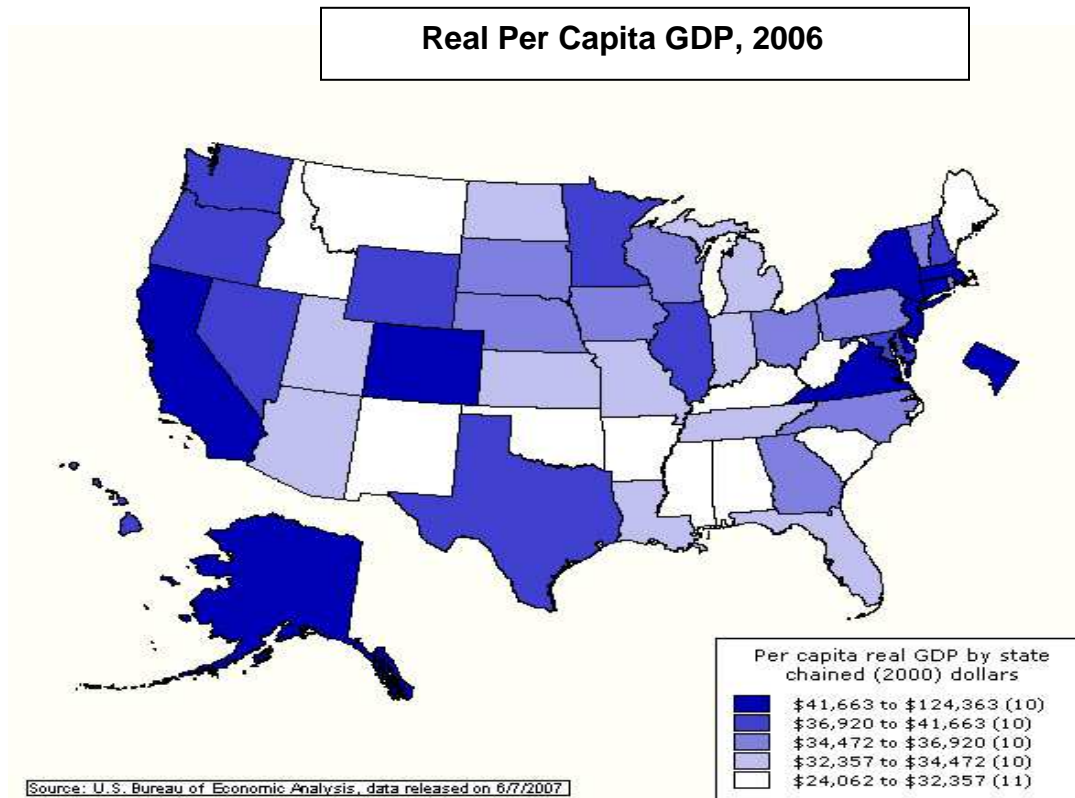 Real Per Capita GDP, 2006
Per capita real GDP by state
chained (2000) dollars
$41,663 to $124,363 (10)
$36,920 to $41,663 (10)
$34,472 to $36,920 (10)
$32,357 to $34,472 (10)
$24,062 to $32,357 (11)
Source: U.S. Bureau of Economic Analysis, data released on 6/7/2007